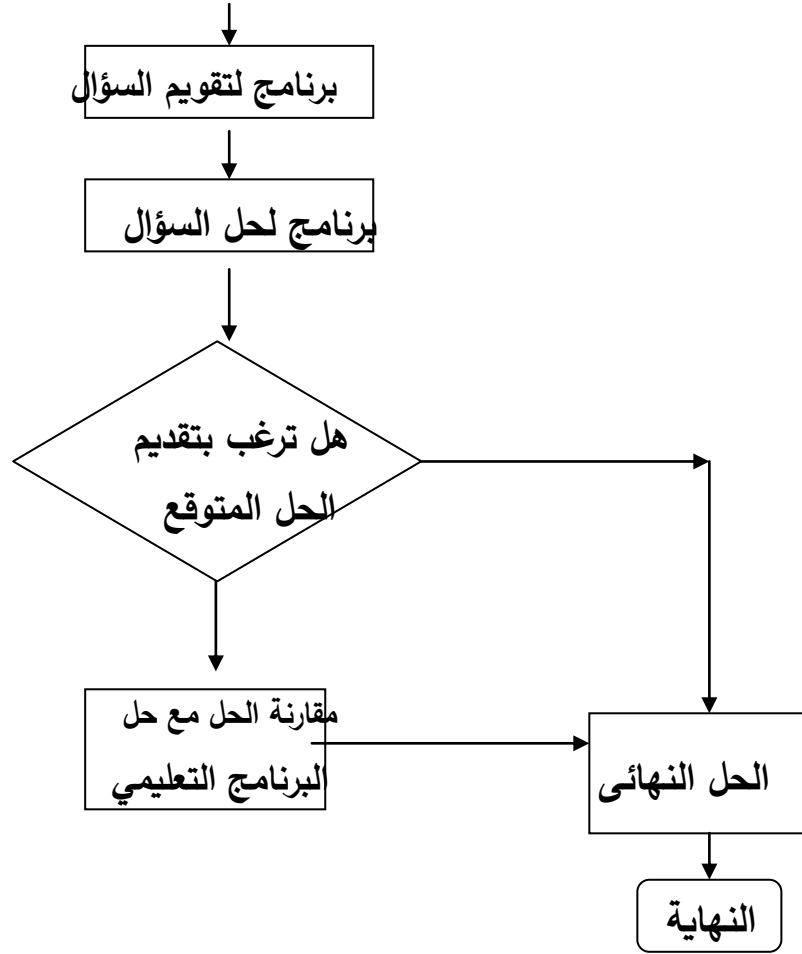 برنامج لتقويم السؤال
برنامج لحل السؤال
هل ترغب بتقديم
الحل المتوقع
مقارنة الحل مع حل
البرنامج التعليمي
الحل النهائى
النهاية